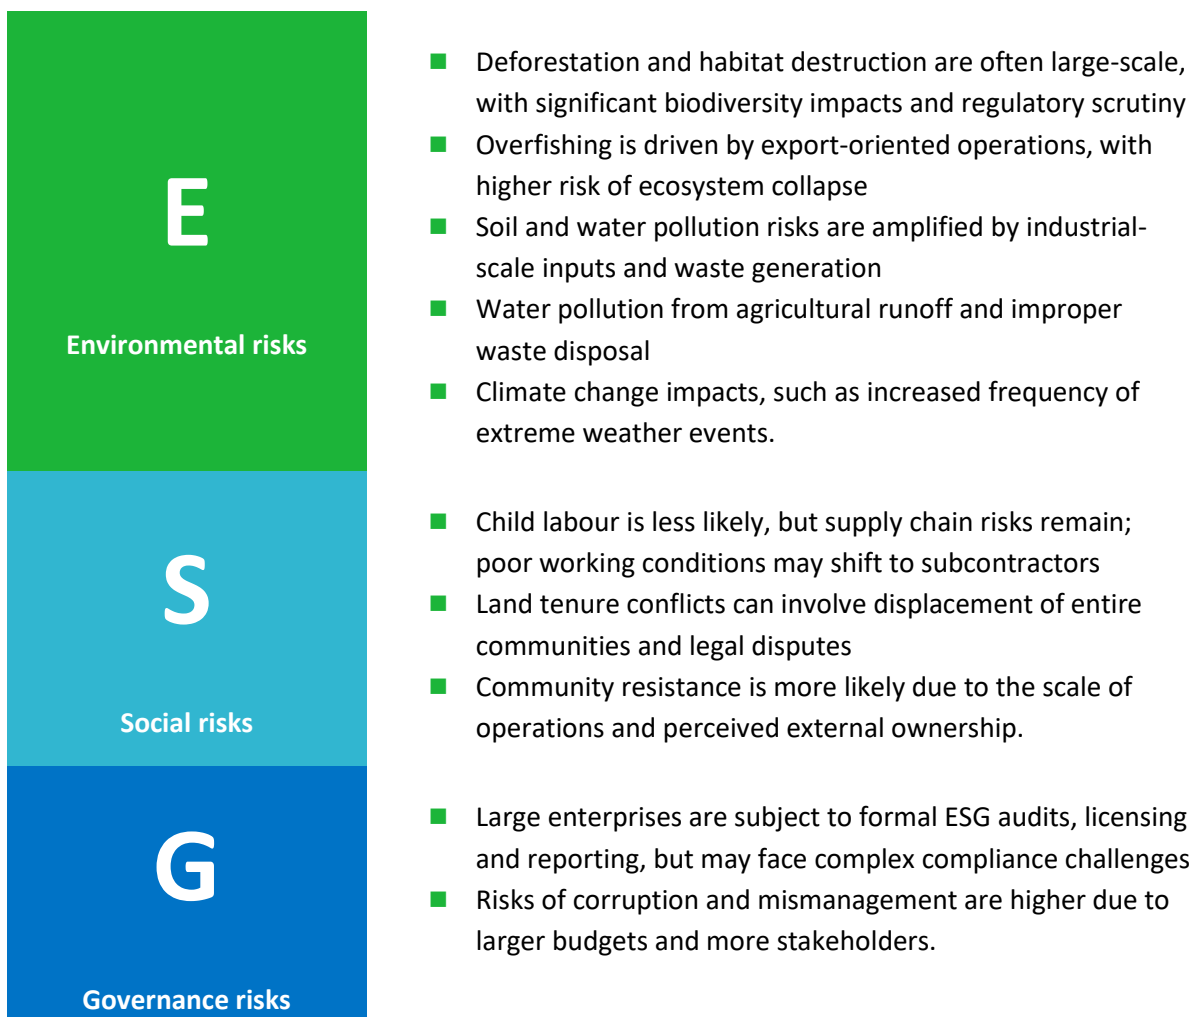 E
Environmental risks
■ Deforestation and habitat destruction are often large-scale,
with significant biodiversity impacts and regulatory scrutiny
■ Overfishing is driven by export-oriented operations, with
higher risk of ecosystem collapse
■ Soil and water pollution risks are amplified by industrial-
scale inputs and waste generation
■ Water pollution from agricultural runoff and improper
waste disposal
■ Climate change impacts, such as increased frequency of
extreme weather events.
S
Social risks
■ Child labour is less likely, but supply chain risks remain;
poor working conditions may shift to subcontractors
■ Land tenure conflicts can involve displacement of entire
communities and legal disputes
■ Community resistance is more likely due to the scale of
operations and perceived external ownership.
G
Governance risks
■ Large enterprises are subject to formal ESG audits, licensing
and reporting, but may face complex compliance challenges
■ Risks of corruption and mismanagement are higher due to
larger budgets and more stakeholders.